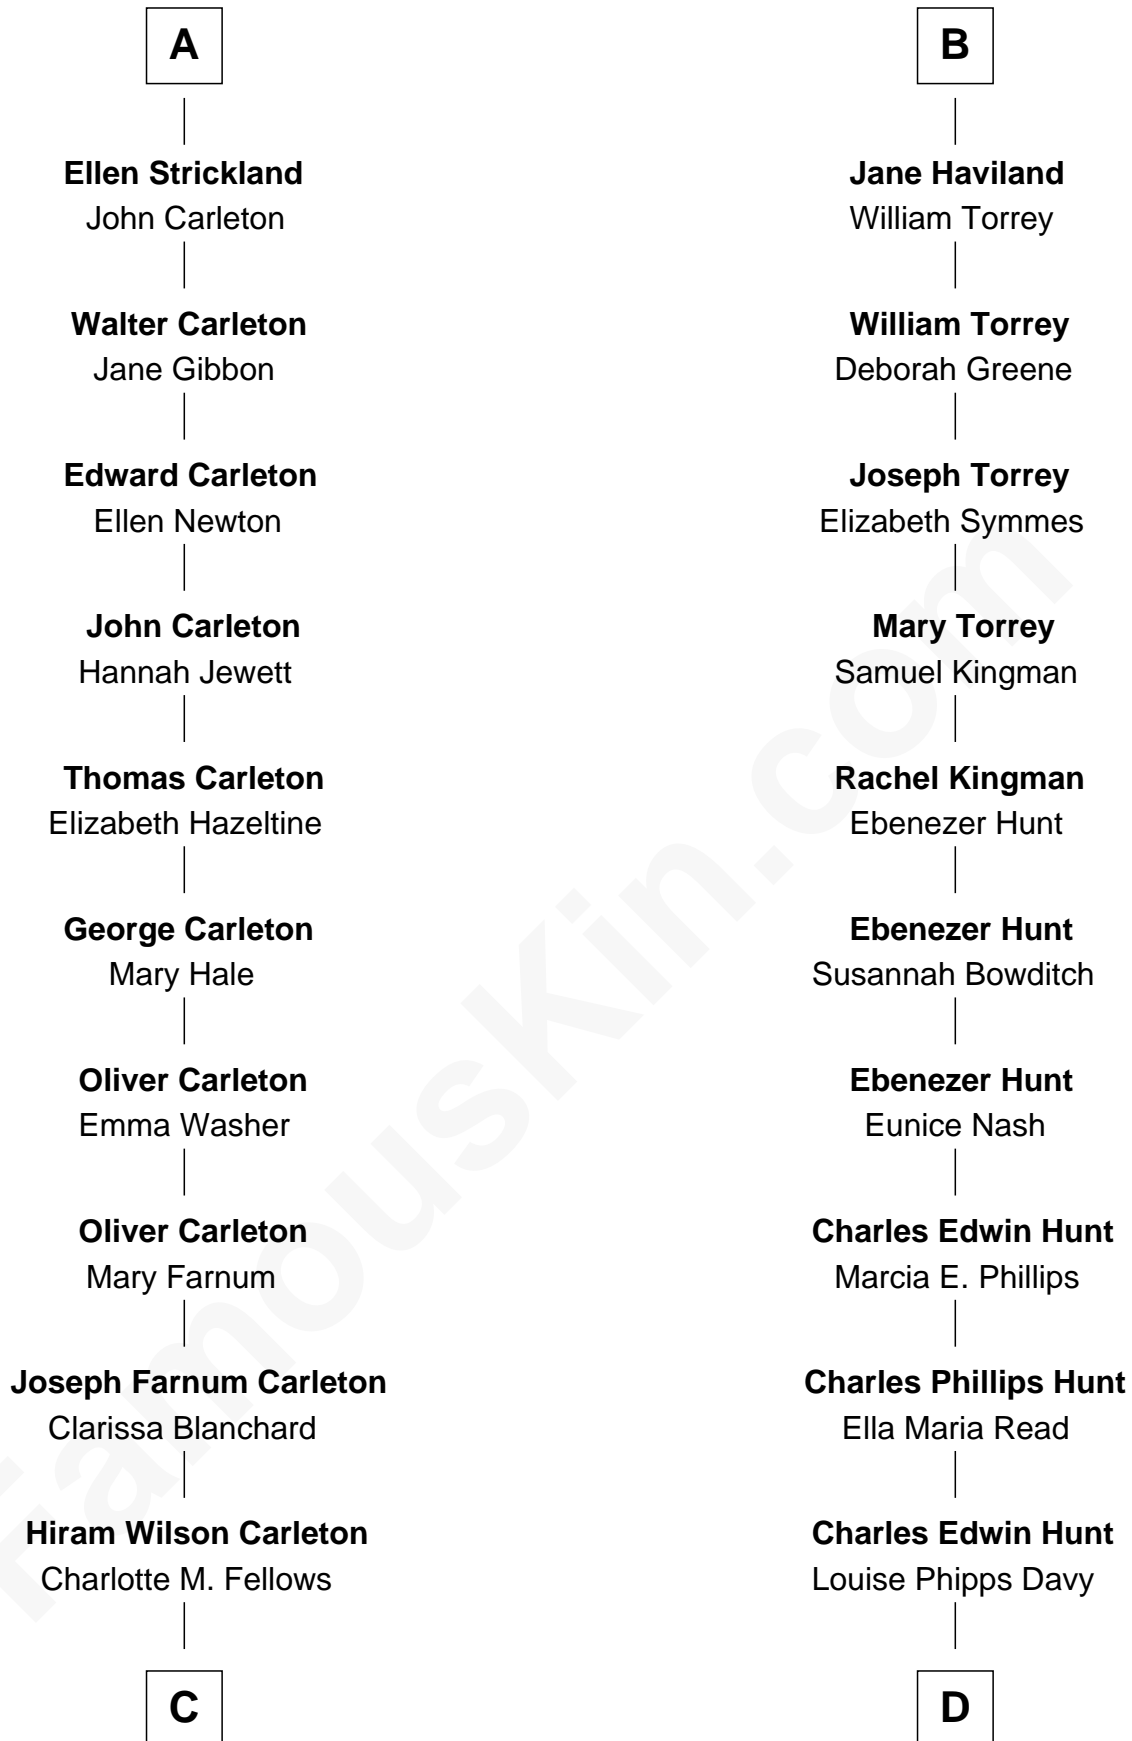 A
Ellen Strickland
John Carleton
Walter Carleton
Jane Gibbon
Edward Carleton
Ellen Newton
John Carleton
Hannah Jewett
Thomas Carleton
Elizabeth Hazeltine
George Carleton
Mary Hale
Oliver Carleton
Emma Washer
Oliver Carleton
Mary Farnum
Joseph Farnum Carleton
Clarissa Blanchard
Hiram Wilson Carleton
Charlotte M. Fellows
C
B
Jane Haviland
William Torrey
William Torrey
Deborah Greene
Joseph Torrey
Elizabeth Symmes
Mary Torrey
Samuel Kingman
Rachel Kingman
Ebenezer Hunt
Ebenezer Hunt
Susannah Bowditch
Ebenezer Hunt
Eunice Nash
Charles Edwin Hunt
Marcia E. Phillips
Charles Phillips Hunt
Ella Maria Read
Charles Edwin Hunt
Louise Phipps Davy
D
FamousKin.com